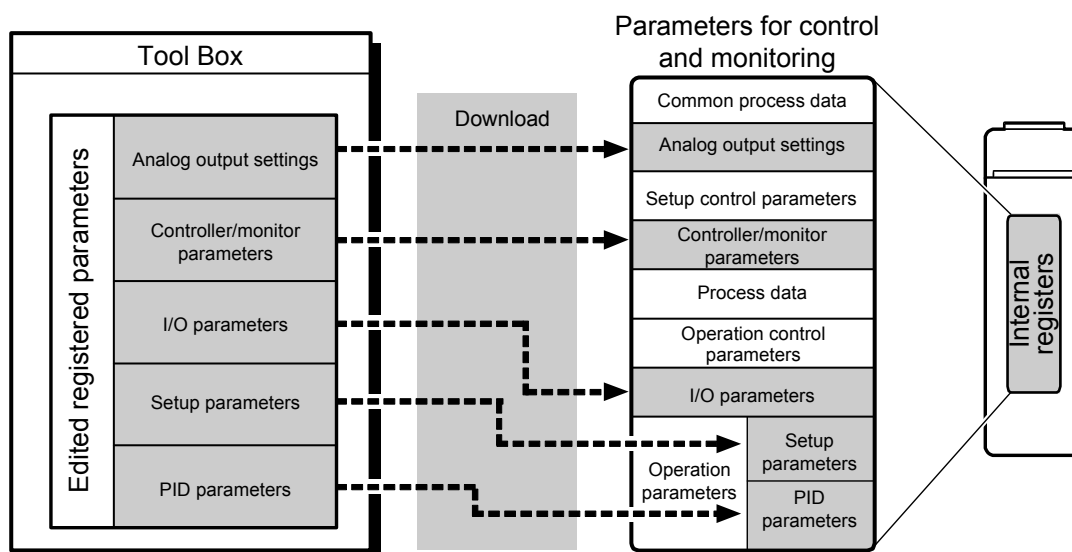 Tool Box
Edited registered parameters
Analog output settings
Controller/monitor
parameters
I/O parameters
Setup parameters
PID parameters
Download
Parameters for control
and monitoring
Common process data
Analog output settings
Setup control parameters
Controller/monitor
parameters
Process data
Operation control
parameters
I/O parameters
Operation
parameters
Setup
parameters
PID
parameters
Internal
registers